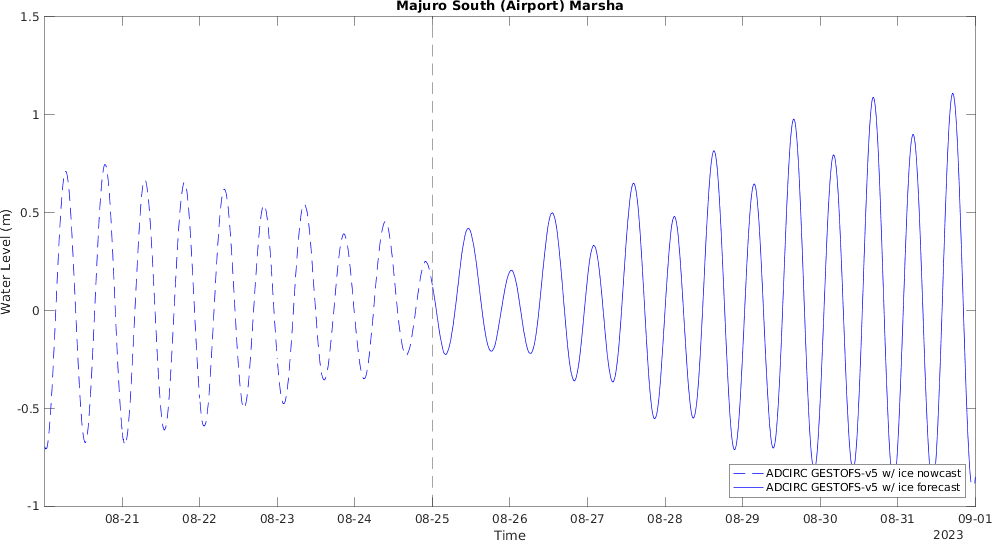 Majuro South (Airport) Marsha
Water Level (m)
1.5
1
0.5
0
-0.5
-1
08-21 08-22 08-23 08-24 08-25 08-26 08-27 08-28 08-29 08-30 08-31 09-01
Time
2023
ADCIRC GESTOFS-v5 w/ ice nowcast
ADCIRC GESTOFS-v5 w/ ice forecast